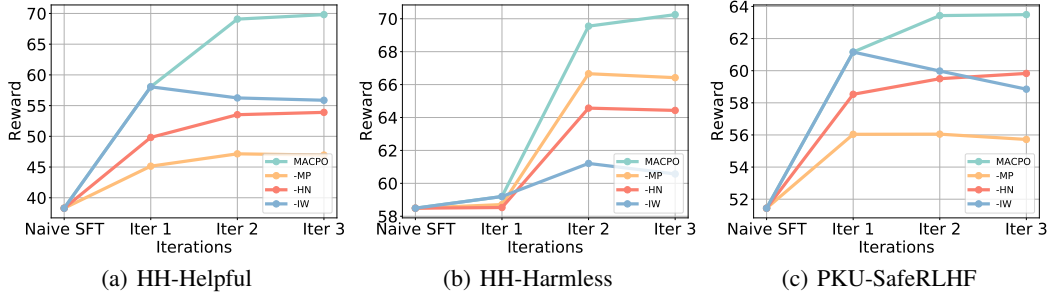 70
65
60
55
50
45
40
Reward
Naive SFT Iter 1 Iter 2 Iter 3
Iterations
MACPO
-MP
-HN
-IW
(a) HH-Helpful
70
68
66
64
62
60
58
Reward
Naive SFT Iter 1 Iter 2 Iter 3
Iterations
MACPO
-MP
-HN
-IW
(b) HH-Harmless
64
62
60
58
56
54
52
Reward
Naive SFT Iter 1 Iter 2 Iter 3
Iterations
MACPO
-MP
-HN
-IW
(c) PKU-SafeRLHF